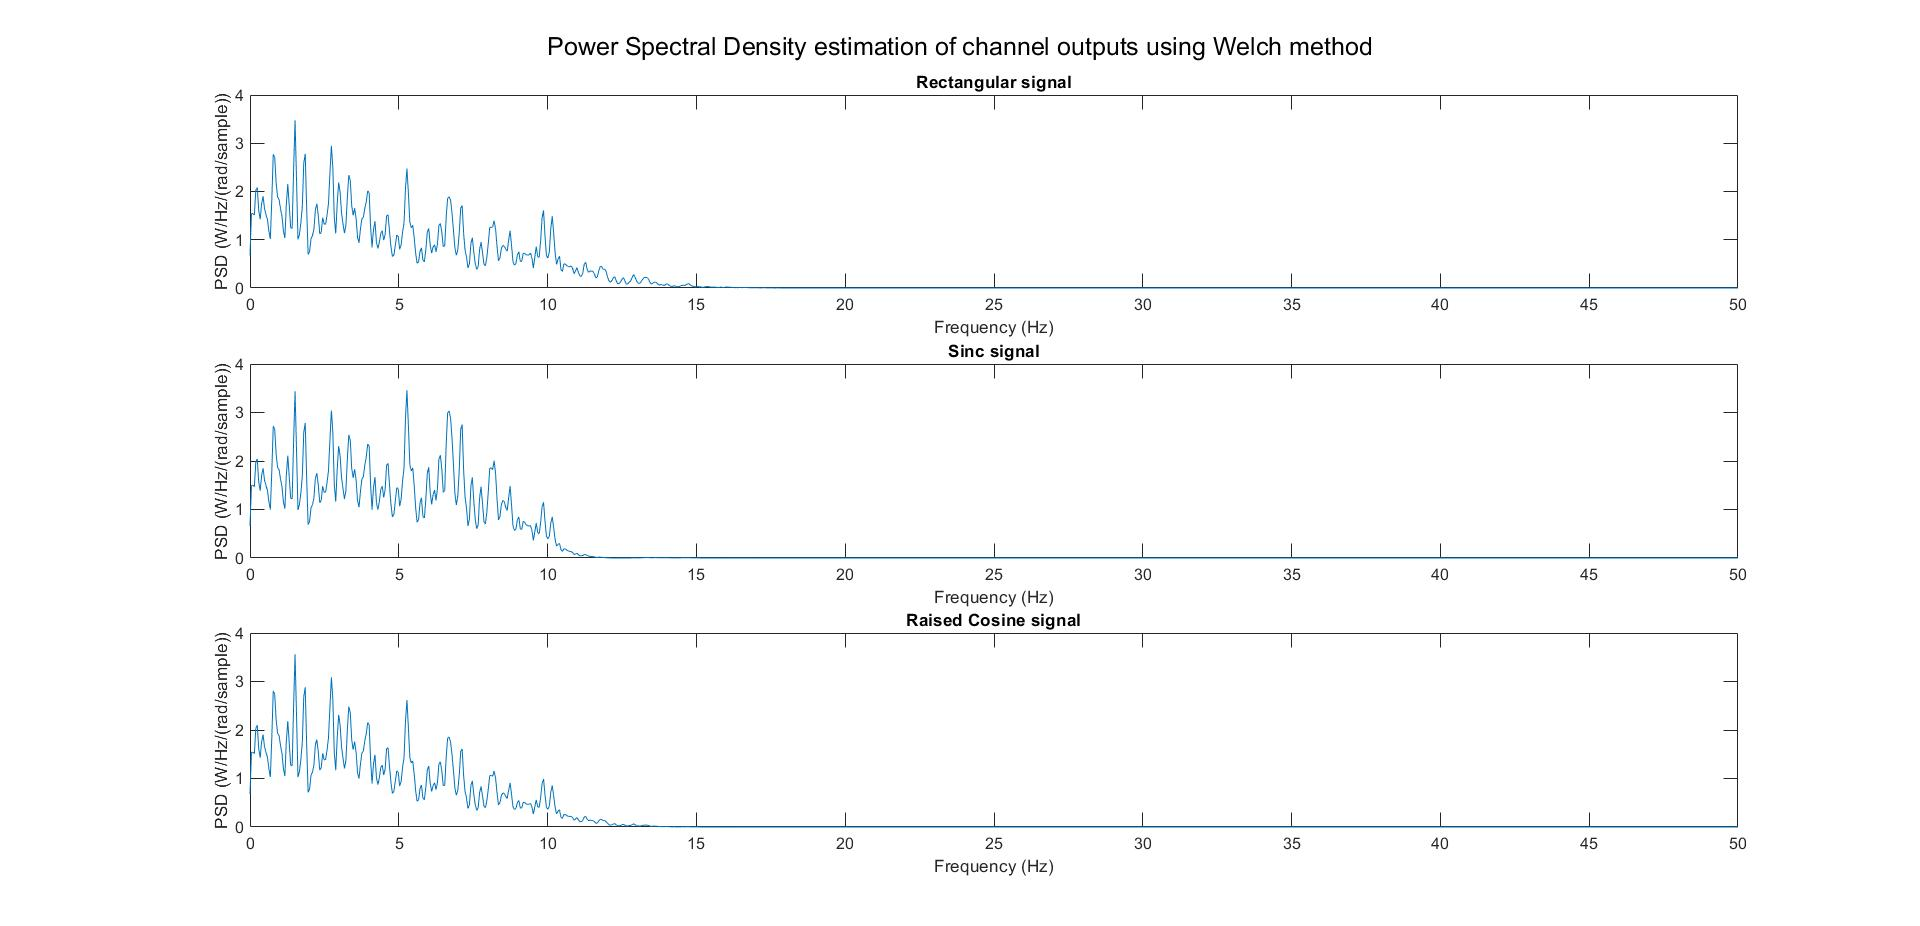 Power Spectral Density estimation of channel outputs using Welch method
Rectangular signal
PSD (W/Hz/(rad/sample))
4
3
2
1
0
0 5 10 15 20 25 30 35 40 45 50
Frequency (Hz)
Sinc signal
PSD (W/Hz/(rad/sample))
4
3
2
1
0
0 5 10 15 20 25 30 35 40 45 50
Frequency (Hz)
Raised Cosine signal
PSD (W/Hz/(rad/sample))
4
3
2
1
0
0 5 10 15 20 25 30 35 40 45 50
Frequency (Hz)